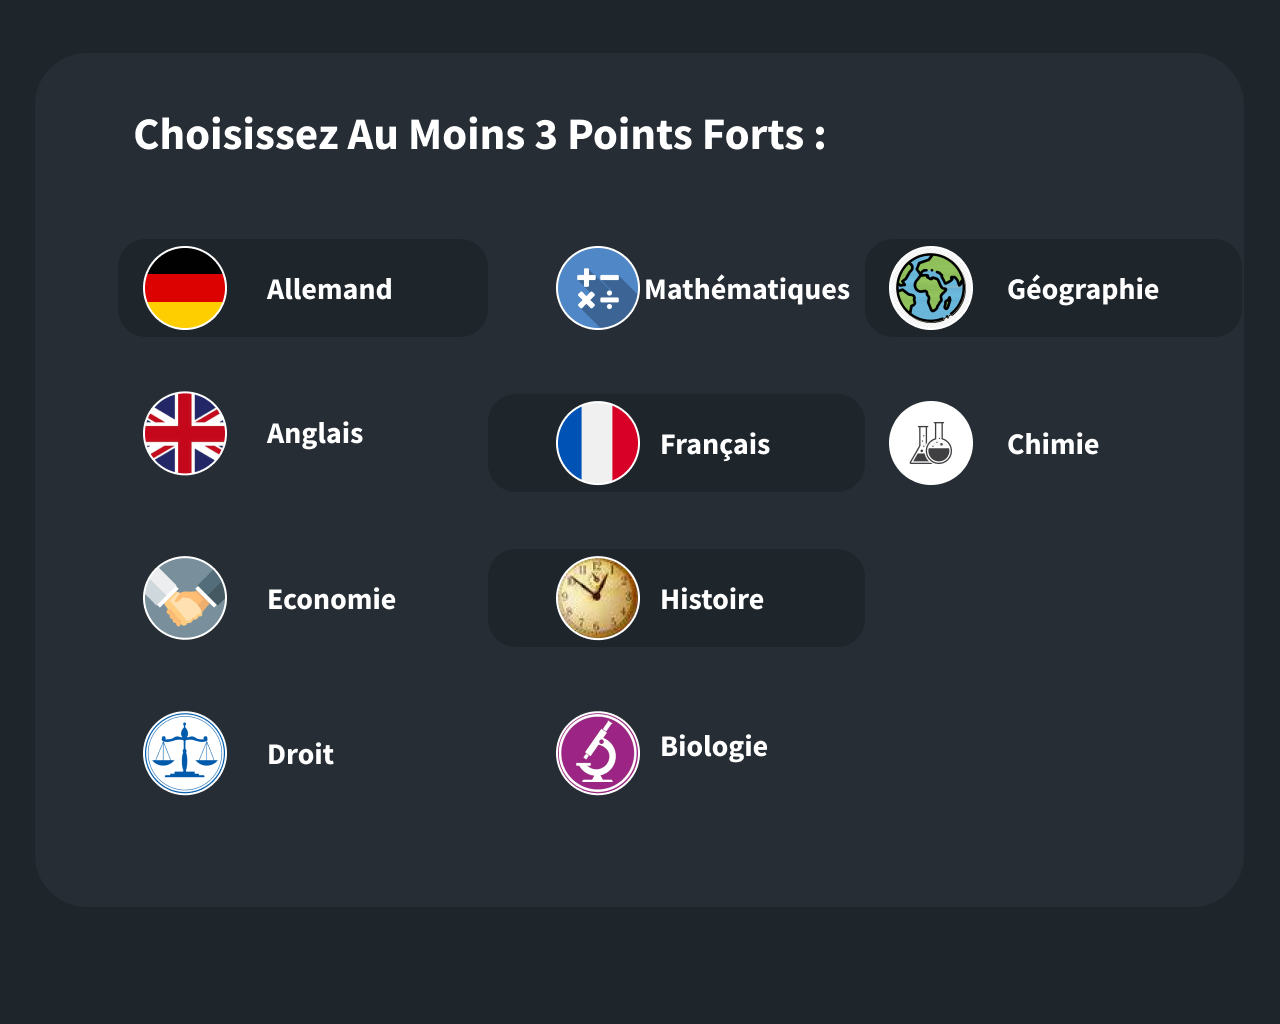 Choisissez Au Moins 3 Points Forts :
Allemand
Mathématiques
Géographie
Anglais
Français
Chimie
Economie
Histoire
Droit
Biologie